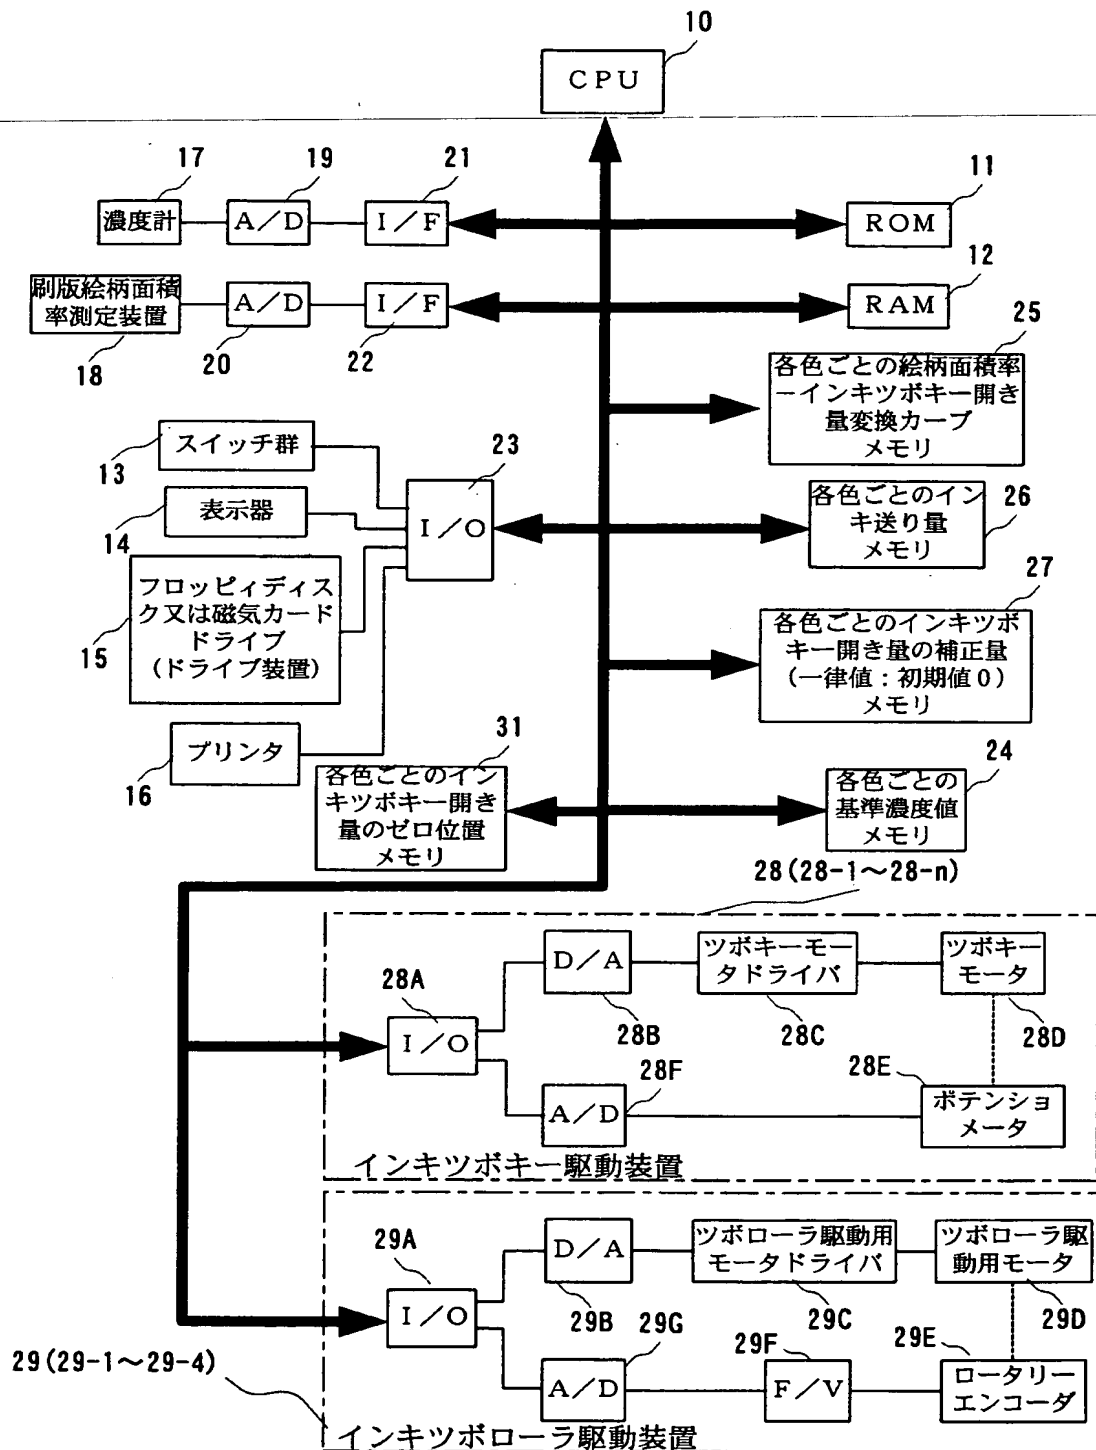 10
CPU
17
19
21
11
濃度計
A/D
I/F
ROM
12
刷版絵柄面積
率測定装置
A/D
I/F
RAM
18
20
22
25
各色ごとの絵柄面積率
－インキツボキー開き
量変換カーブ
メモリ
スイッチ群
13
23
表示器
14
I/O
各色ごとのイン
キ送り量
メモリ
26
フロッピィディス
ク又は磁気カード
ドライブ
(ドライブ装置)
15
27
各色ごとのインキツボ
キー開き量の補正量
(一律値：初期値０)
メモリ
プリンタ
16
31
各色ごとのイン
キツボキー開き
量のゼロ位置
メモリ
24
各色ごとの
基準濃度値
メモリ
28(28-1〜28-n)
28A
I/O
D/A
28B
ツボキーモー
タドライバ
28C
ツボキー
モータ
28D
28F
A/D
28E
ポテンショ
メータ
インキツボキー駆動装置
29A
I/O
D/A
29B
ツボローラ駆動用
モータドライバ
29C
ツボローラ駆
動用モータ
29D
29G
A/D
29F
F/V
29E
ロータリー
エンコーダ
29(29-1〜29-4)
インキツボローラ駆動装置